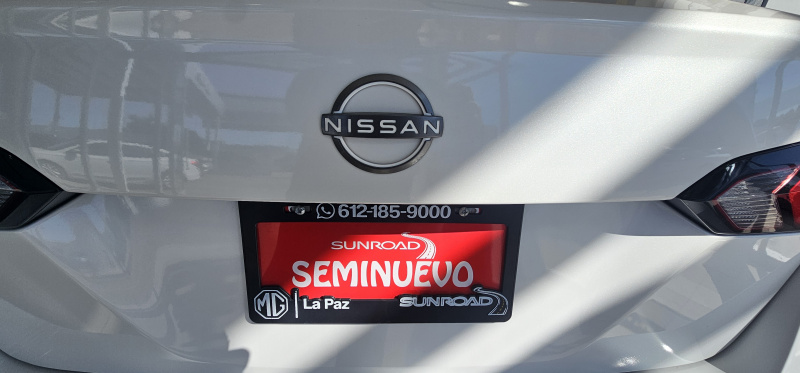 NISSAN
612-185-9000
SUNROAD
SEMINUEVO
MG La Paz SUNROAD